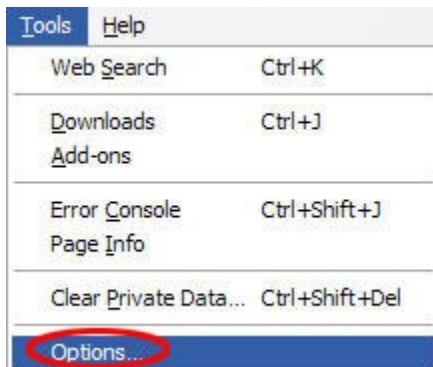 Tools Help
Web Search Ctrl+K
Downloads Ctrl+J
Add-ons
Error Console Ctrl+Shift+J
Page Info
Clear Private Data... Ctrl+Shift+Del
Options...